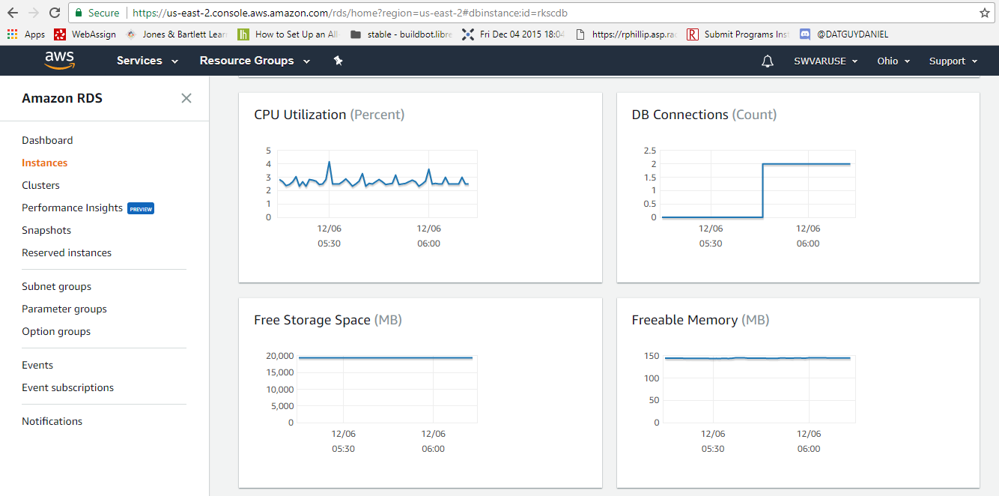 Secure https://us-east-2.console.aws.amazon.com/rds/home?region=us-east-2#dbinstance:id=rkscdb
Apps WebAssign Jones & Bartlett Lear How to Set Up an All stable - buildbot.libre Fri Dec 04 2015 18:04 https://rphillip.asp.ra Submit Programs Inst @DATGUYDANIEL
aws Services Resource Groups SWVARUSE Ohio Support
Amazon RDS
Dashboard
Instances
Clusters
Performance Insights PREVIEW
Snapshots
Reserved instances
Subnet groups
Parameter groups
Option groups
Events
Event subscriptions
Notifications
CPU Utilization (Percent)
5
4
3
2
1
0
12/06 12/06
05:30 06:00
DB Connections (Count)
2.5
2
1.5
1
0.5
0
12/06 12/06
05:30 06:00
Free Storage Space (MB)
20,000
15,000
10,000
5,000
0
12/06 12/06
05:30 06:00
Freeable Memory (MB)
150
100
50
0
12/06 12/06
05:30 06:00